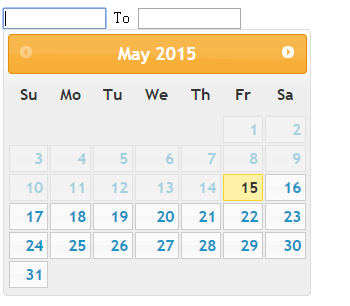 To
May 2015
Su Mo Tu We Th Fr Sa
1 2
3 4 5 6 7 8 9
10 11 12 13 14 15 16
17 18 19 20 21 22 23
24 25 26 27 28 29 30
31